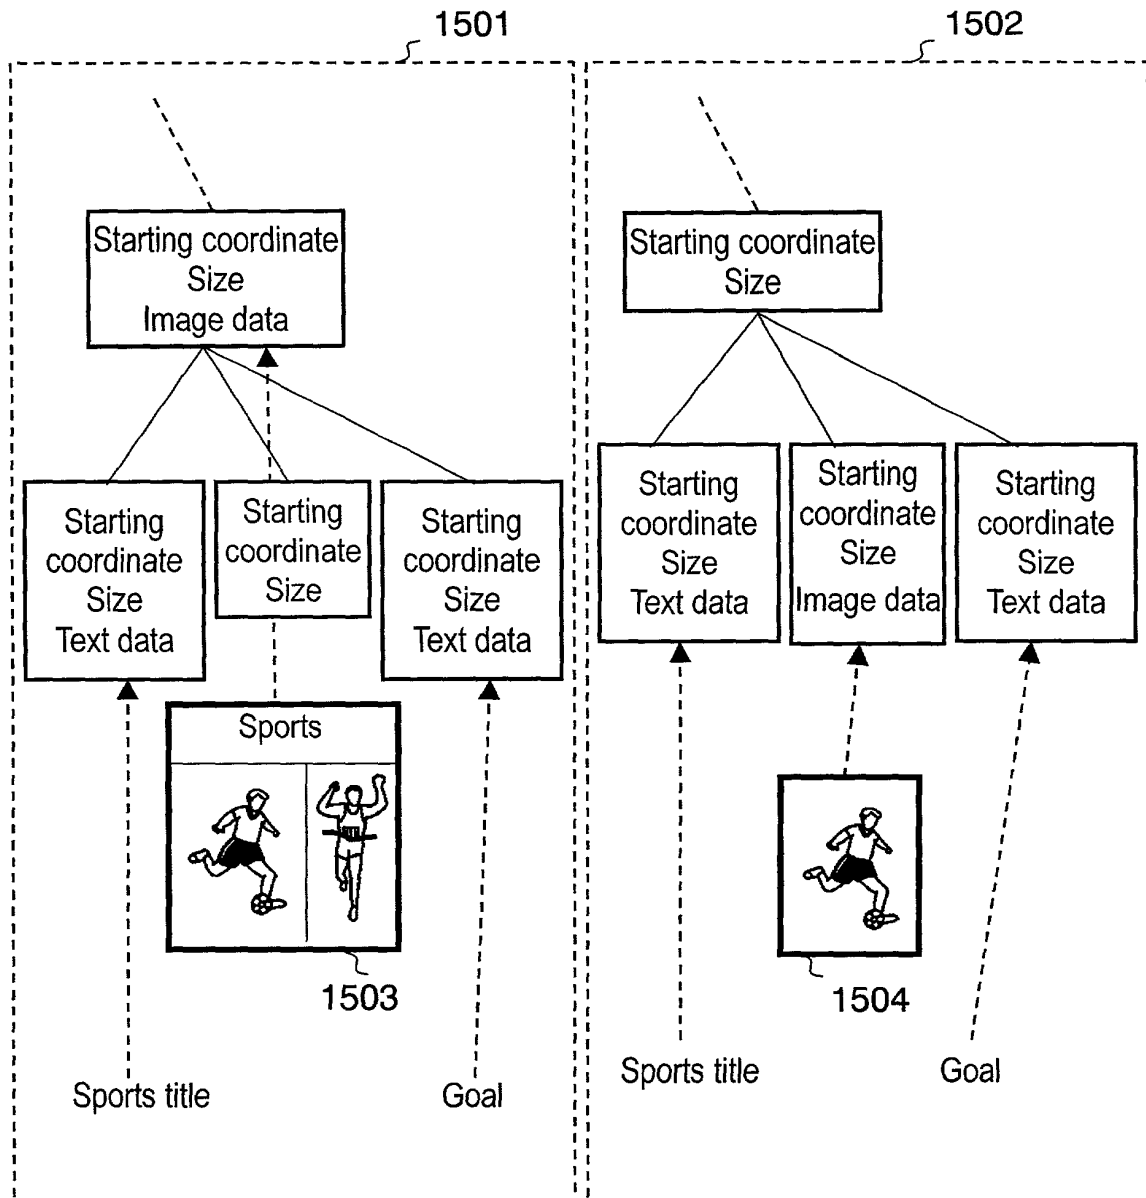 1501
1502
Starting coordinate
Size
Image data
Starting coordinate
Size
Starting
coordinate
Size
Text data
Starting
coordinate
Size
Starting
coordinate
Size
Text data
Starting
coordinate
Size
Text data
Starting
coordinate
Size
Image data
Starting
coordinate
Size
Text data
Sports
1503
1504
Sports title
Goal
Sports title
Goal